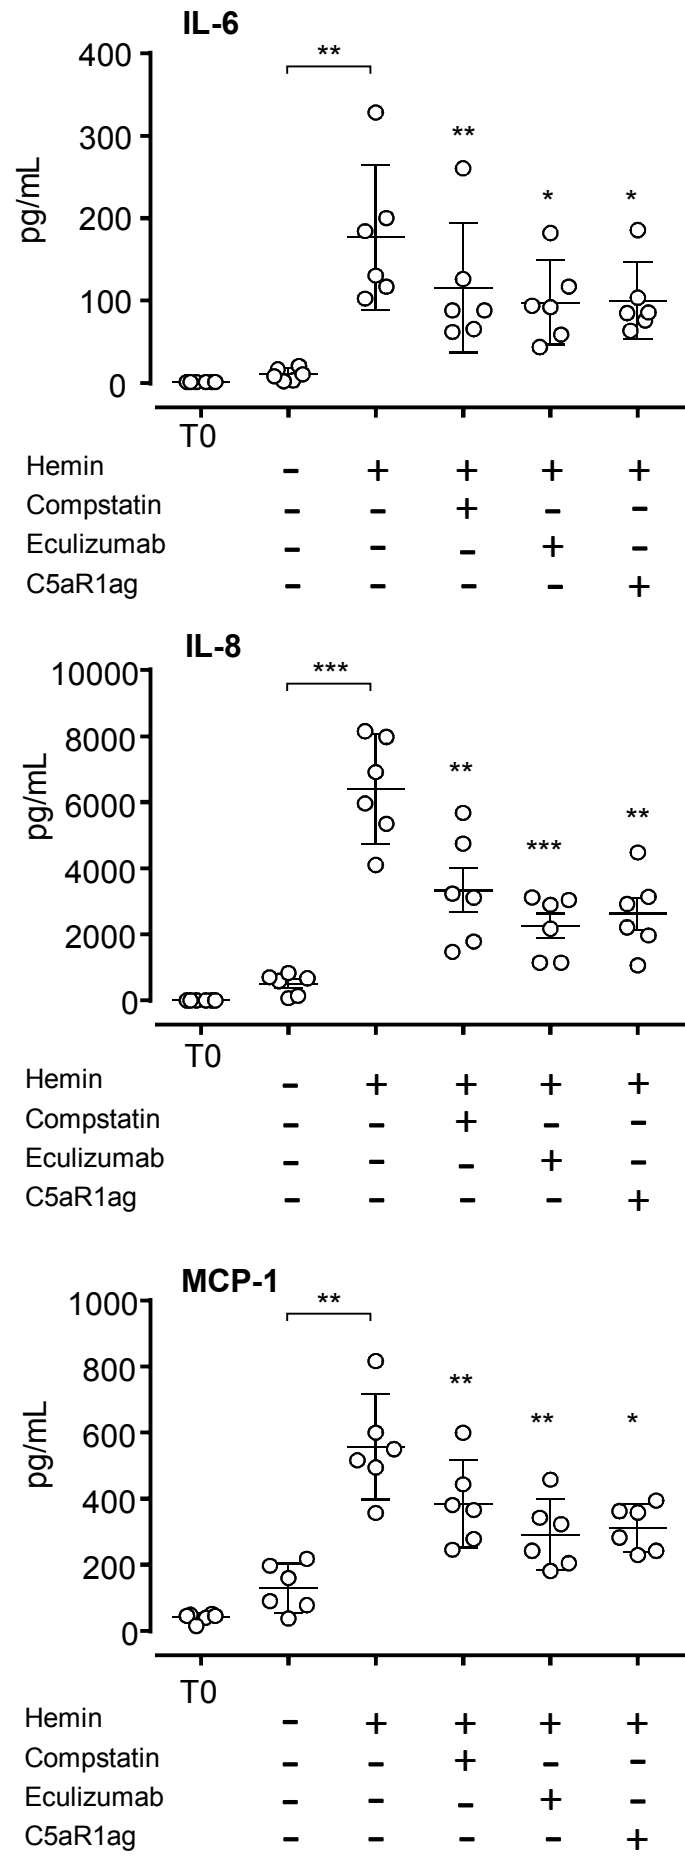 IL-6
**
400
300
**
pg/mL
200
*
*
100
0
T0
Hemin - + + + +
Compstatin - - + - -
Eculizumab - - - + -
C5aR1ag - - - - +
IL-8
10000
***
8000
**
pg/mL
6000
**
***
4000
2000
0
T0
Hemin - + + + +
Compstatin - - + - -
Eculizumab - - - + -
C5aR1ag - - - - +
MCP-1
1000
**
800
**
pg/mL
600
**
*
400
200
0
T0
Hemin - + + + +
Compstatin - - + - -
Eculizumab - - - + -
C5aR1ag - - - - +